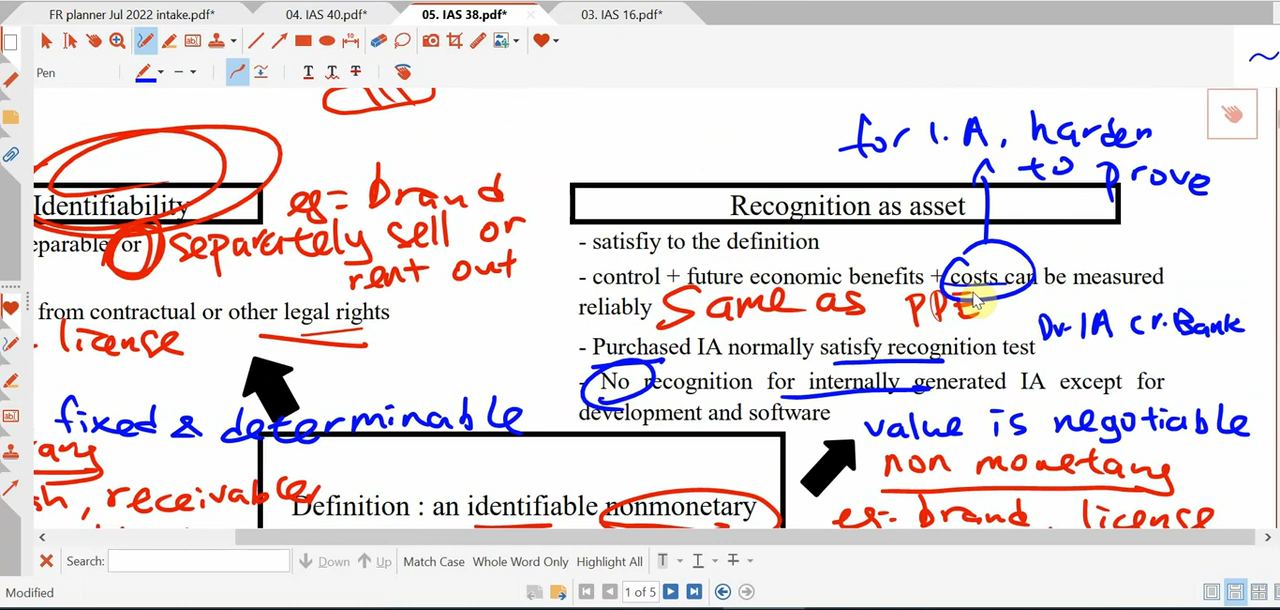 FR planner Jul 2022 intake.pdf*
04. IAS 40.pdf*
05. IAS 38.pdf*
03. IAS 16.pdf*
Pen
for I.A, harder
to prove
Identifiability
eg= brand
Recognition as asset
eparable or
separately sell or
rent out
- satisfiy to the definition
- control + future economic benefits + costs can be measured
reliably
Same as PPE
from contractual or other legal rights
license
Dr IA Cr. Bank
- Purchased IA normally satisfy recognition test
- No recognition for internally generated IA except for
development and software
fixed & determinable
value is negotiable
non monetary
sh, receivable
Definition : an identifiable nonmonetary
eg- brand, license
Search:
Down
Up
Match Case
Whole Word Only
Highlight All
Modified
1 of 5